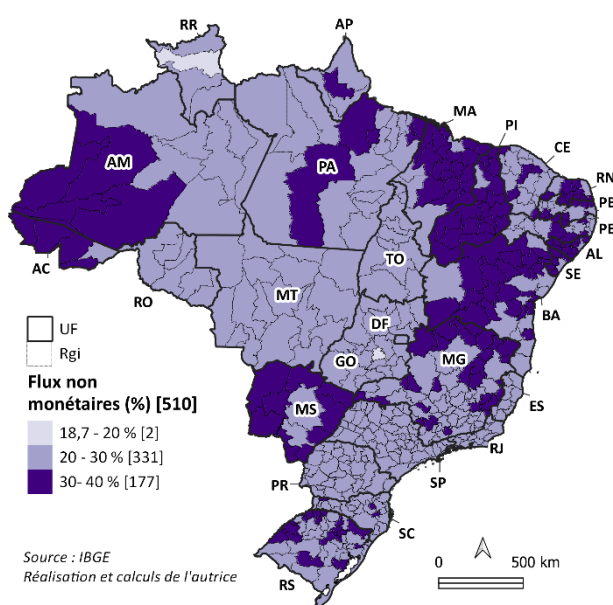 RR
AP
MA
PI
CE
AM
PA
RN
PB
PE
AL
SE
AC
TO
RO
MT
BA
DF
UF
GO
Rgi
MG
Flux non
monétaires (%) [510]
MS
ES
18,7 - 20 % [2]
20 - 30 % [331]
RJ
30- 40 % [177]
PR
SP
SC
Source : IBGE
0 500 km
Réalisation et calculs de l'autrice
RS